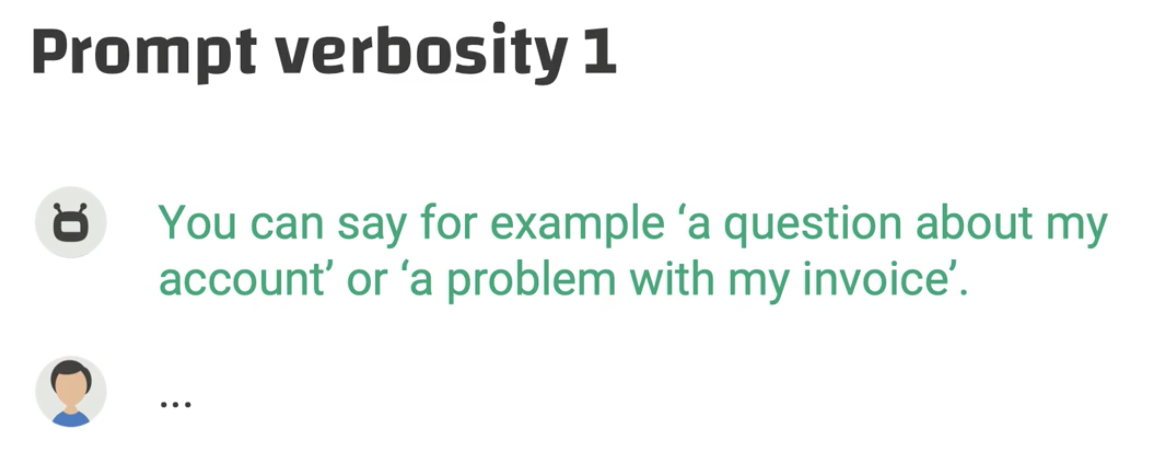 Prompt verbosity 1
You can say for example ‘a question about my
account’ or ‘a problem with my invoice’.
...